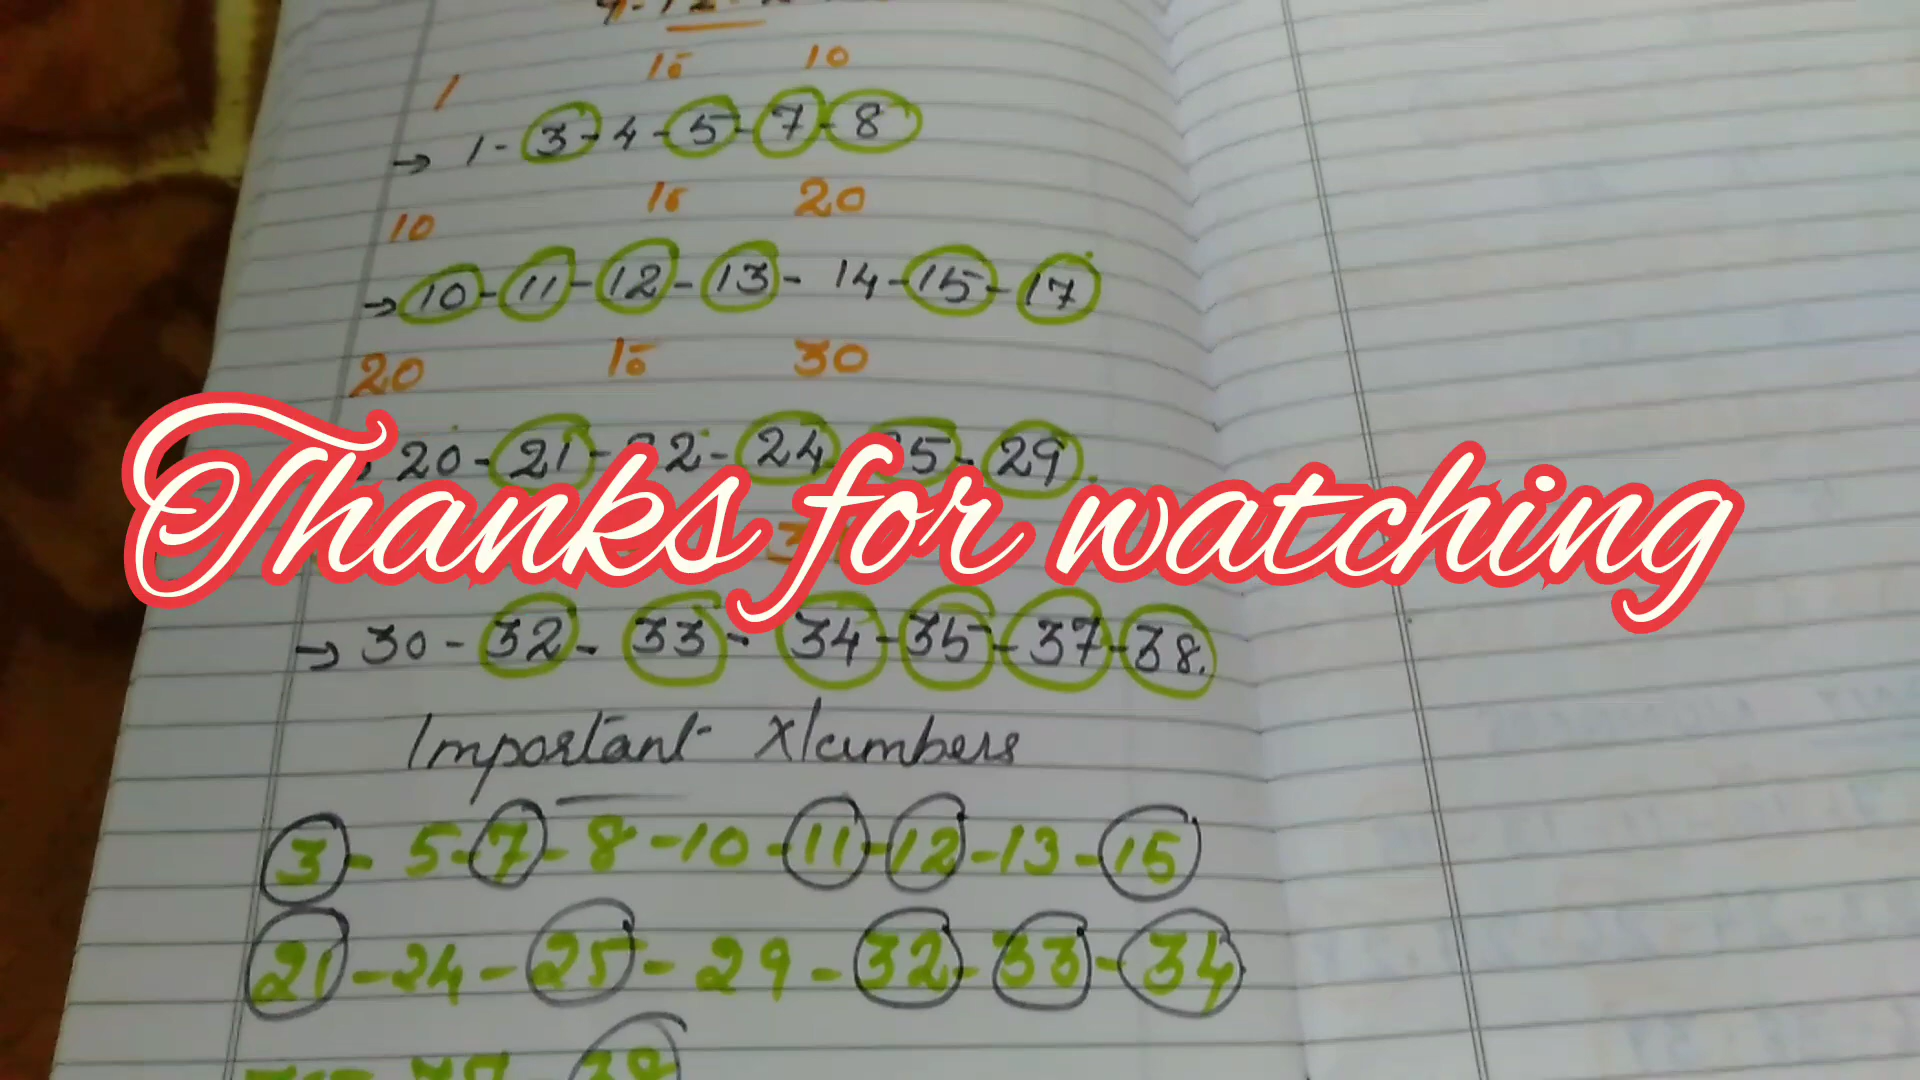 1 15 10
→ 1 - 3 - 4 - 5 - 7 - 8
10 15 20
→ 10 - 11 - 12 - 13 - 14 - 15 - 17
20 15 30
20 - 21 - 22 - 24 - 25 - 29.
Thanks for watching
→ 30 - 32 - 33 - 34 - 35 - 37 - 38.
Important Numbers
3 - 5 - 7 - 8 - 10 - 11 - 12 - 13 - 15
21 - 24 - 25 - 29 - 32 - 33 - 34